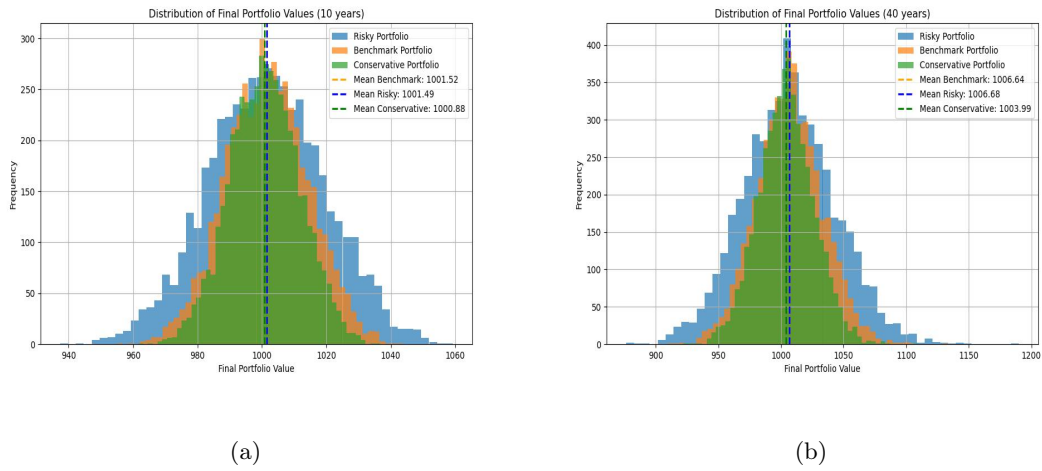 Distribution of Final Portfolio Values (10 years)
Risky Portfolio
Benchmark Portfolio
Conservative Portfolio
Mean Benchmark: 1001.52
Mean Risky: 1001.49
Mean Conservative: 1000.88
300
250
200
150
100
50
0
Frequency
940
960
980
1000
1020
1040
1060
Final Portfolio Value
(a)
Distribution of Final Portfolio Values (40 years)
Risky Portfolio
Benchmark Portfolio
Conservative Portfolio
Mean Benchmark: 1006.64
Mean Risky: 1006.68
Mean Conservative: 1003.99
400
350
300
250
200
150
100
50
0
Frequency
900
950
1000
1050
1100
1150
1200
Final Portfolio Value
(b)